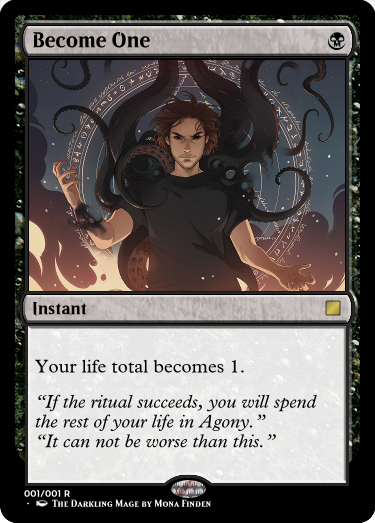 Become One
Instant
Your life total becomes 1.
“If the ritual succeeds, you will spend
the rest of your life in Agony.”
“It can not be worse than this.”
001/001 R
· The Darkling Mage by Mona Finden